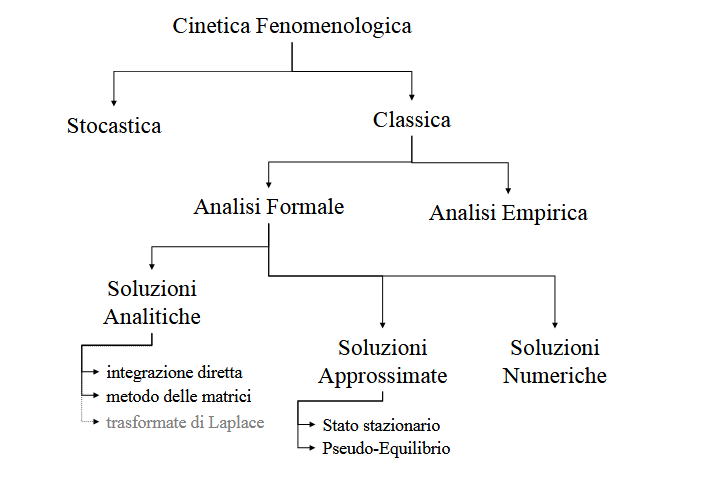 Cinetica Fenomenologica
Stocastica
Classica
Analisi Formale
Analisi Empirica
Soluzioni
Analitiche
integrazione diretta
metodo delle matrici
trasformate di Laplace
Soluzioni
Approssimate
Stato stazionario
Pseudo-Equilibrio
Soluzioni
Numeriche